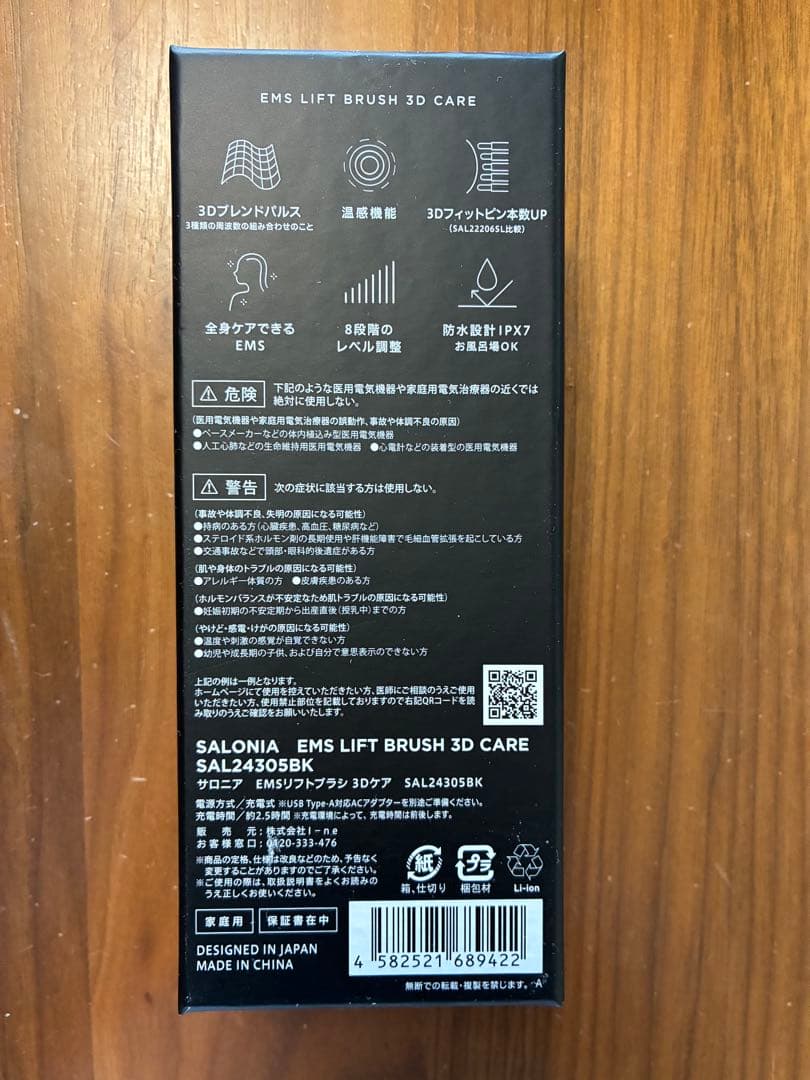 EMS LIFT BRUSH 3D CARE
3Dブレンドパルス
3種類の周波数の組み合わせのこと
温感機能
3Dフィットピン本数UP
(SAL22206SL比較)
全身ケアできる
EMS
8段階の
レベル調整
防水設計IPX7
お風呂場OK
危険
下記のような医用電気機器や家庭用電気治療器の近くでは
絶対に使用しない。
(医用電気機器や家庭用電気治療器の誤動作、事故や体調不良の原因)
●ペースメーカーなどの体内植込み型医用電気機器
●人工心肺などの生命維持用医用電気機器 ●心電計などの装着型の医用電気機器
警告
次の症状に該当する方は使用しない。
(事故や体調不良、失明の原因になる可能性)
●持病のある方(心臓疾患、高血圧、糖尿病など)
●ステロイド系ホルモン剤の長期使用や肝機能障害で毛細血管拡張を起こしている方
●交通事故などで頭部・眼科的後遺症がある方
(肌や身体のトラブルの原因になる可能性)
●アレルギー体質の方 ●皮膚疾患のある方
(ホルモンバランスが不安定なため肌トラブルの原因になる可能性)
●妊娠初期の不安定期から出産直後(授乳中)までの方
(やけど・感電・けがの原因になる可能性)
●温度や刺激の感覚が自覚できない方
●幼児や成長期の子供、および自分で意思表示のできない方
上記の例は一例となります。
ホームページにて使用を控えていただきたい方、医師にご相談のうえご使用
いただきたい方、使用禁止部位を記載しておりますので右記QRコードを読
み取りのうえご確認をお願いいたします。
SALONIA EMS LIFT BRUSH 3D CARE
SAL24305BK
サロニア EMSリフトブラシ 3Dケア SAL24305BK
電源方式/充電式 ※USB Type-A対応ACアダプターを別途ご準備ください。
充電時間/約2.5時間 ※充電環境によって、充電時間は前後します。
販売元:株式会社I-ne
お客様窓口:0120-333-476
※商品の定格、仕様は改良などのため、予告なく
変更することがありますのでご了承ください。
※ご使用の際は、取扱説明書をよくお読みの
うえ正しくお使いください。
紙
箱、仕切り
プラ
梱包材
Li-ion
家庭用
保証書在中
DESIGNED IN JAPAN
MADE IN CHINA
4 582521 689422
無断での転載・複製を禁じます。 -A